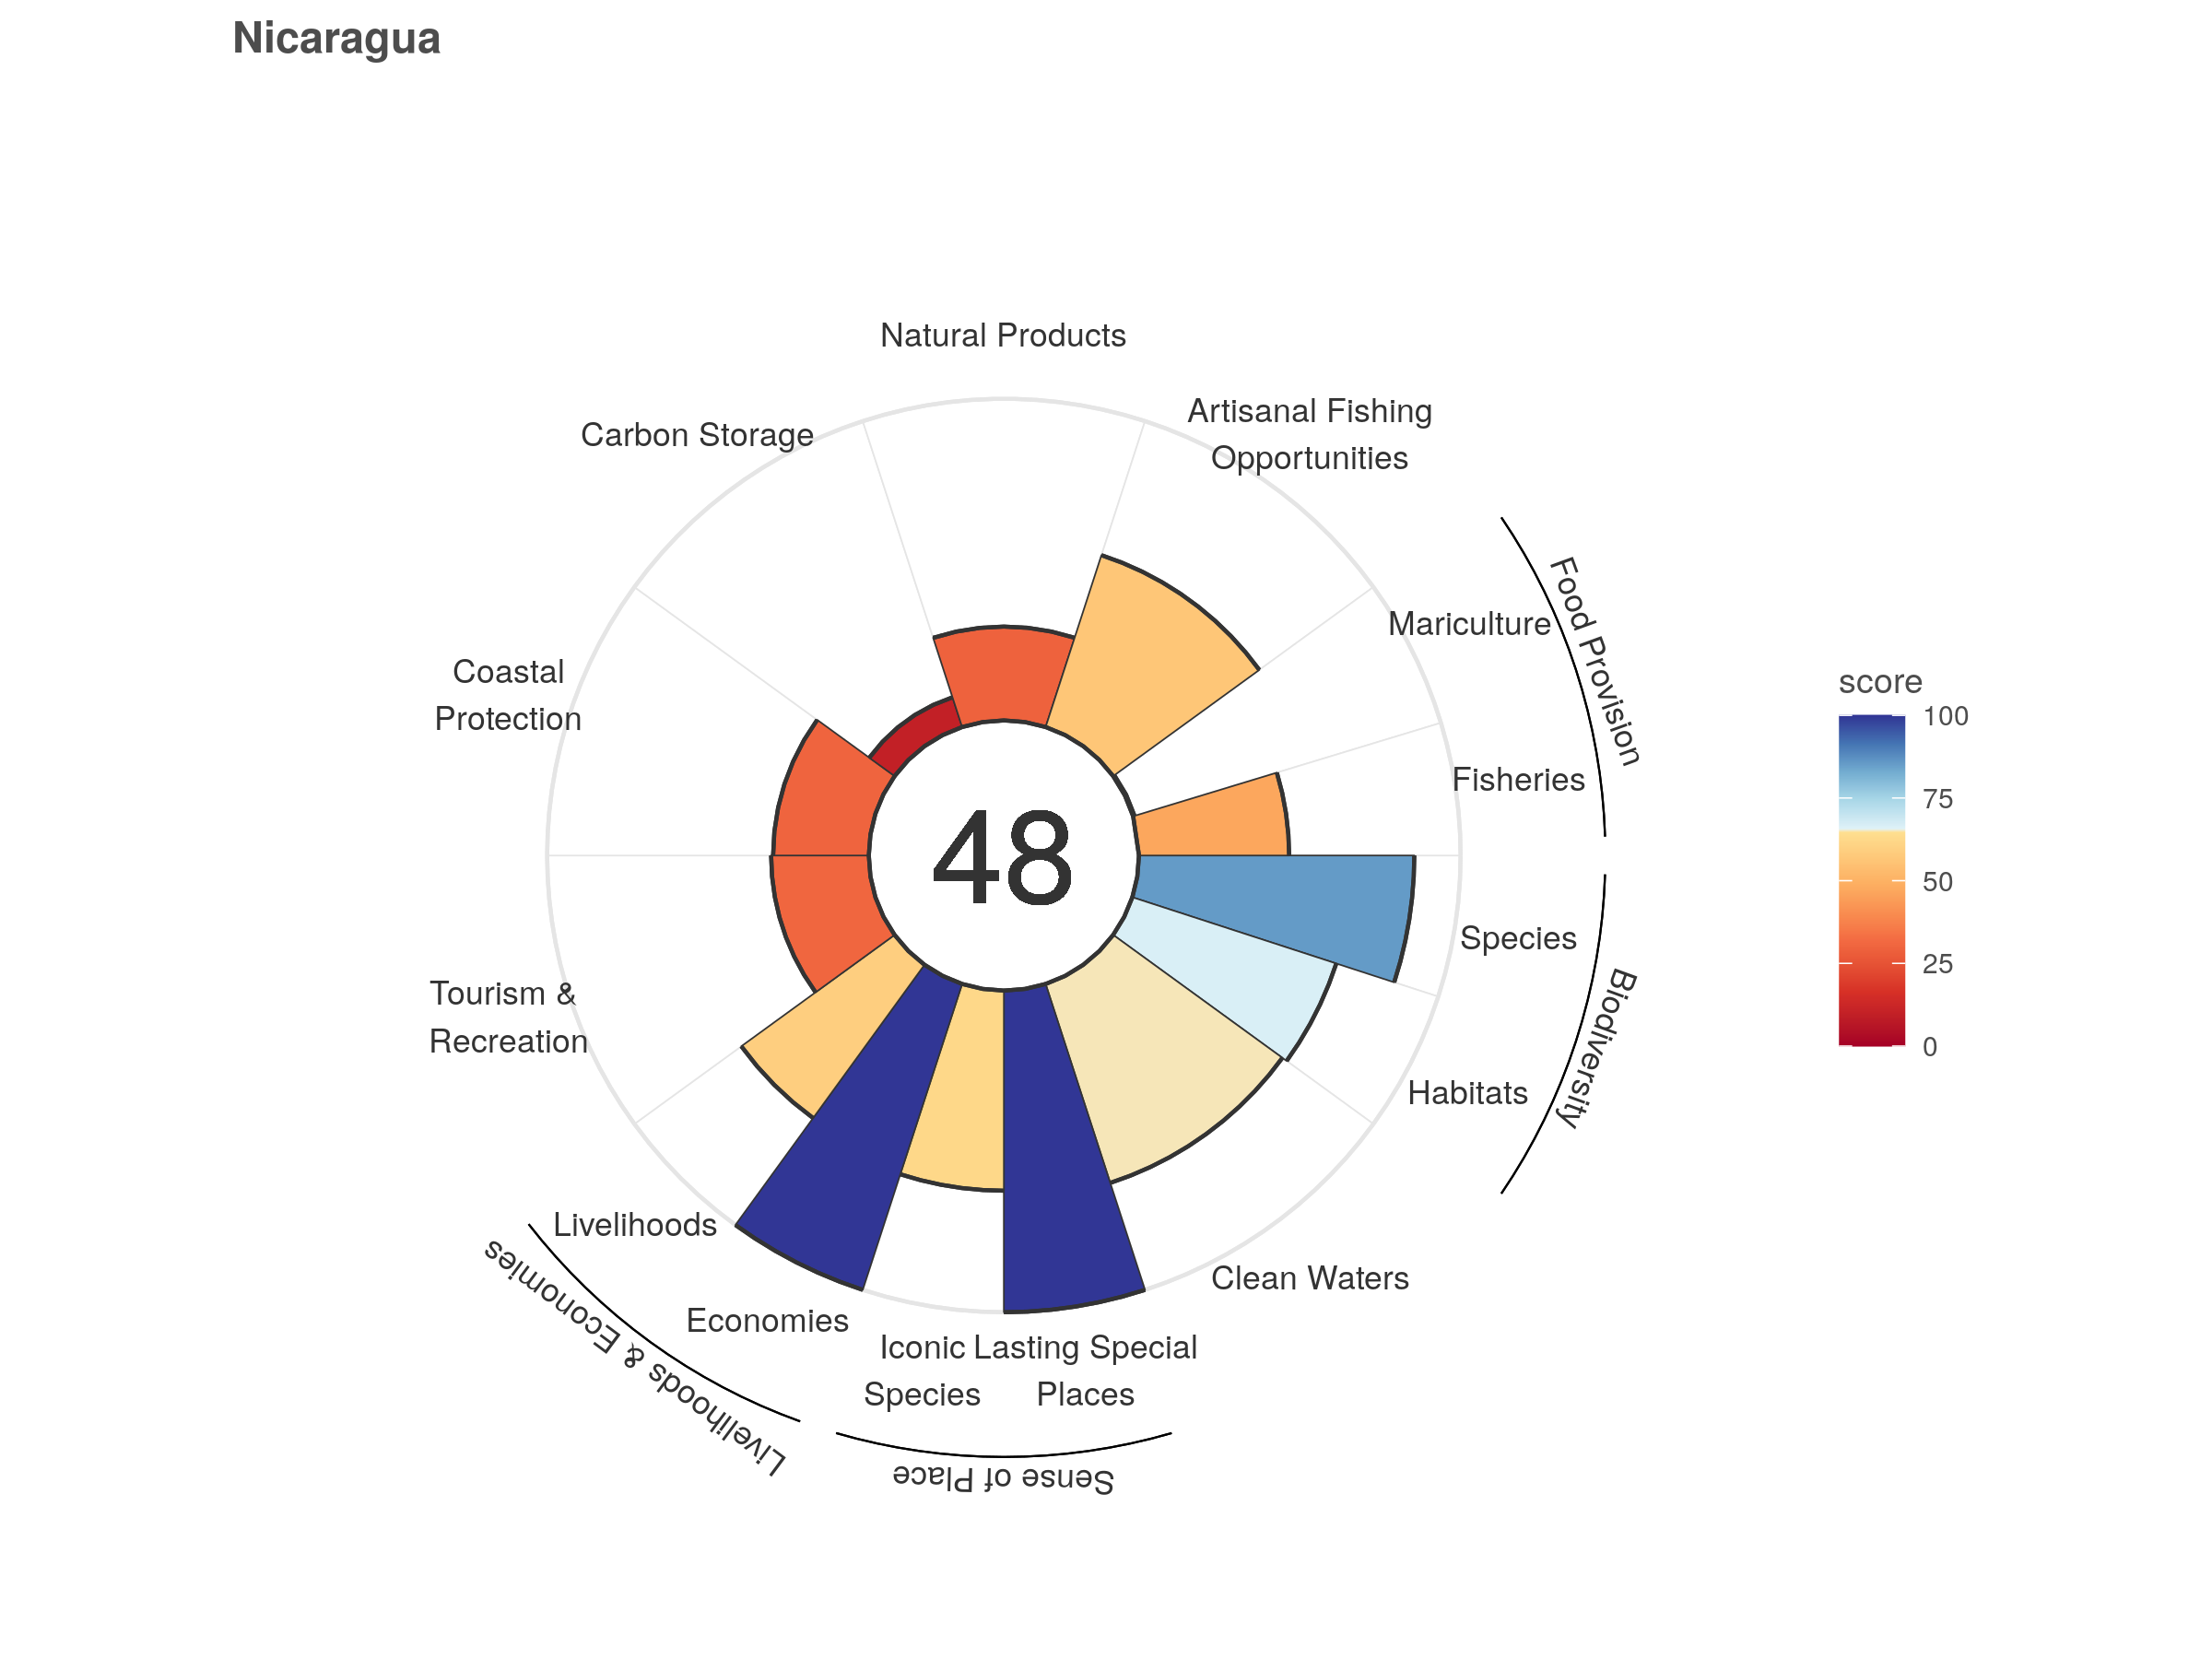 Nicaragua
Natural Products
Artisanal Fishing
Opportunities
Carbon Storage
Food Provision
Mariculture
Coastal
Protection
Fisheries
score
100
75
50
25
0
48
Species
Biodiversity
Tourism &
Recreation
Habitats
Livelihoods
Clean Waters
Economies
Livelihoods & Economies
Iconic
Species
Lasting Special
Places
Sense of Place